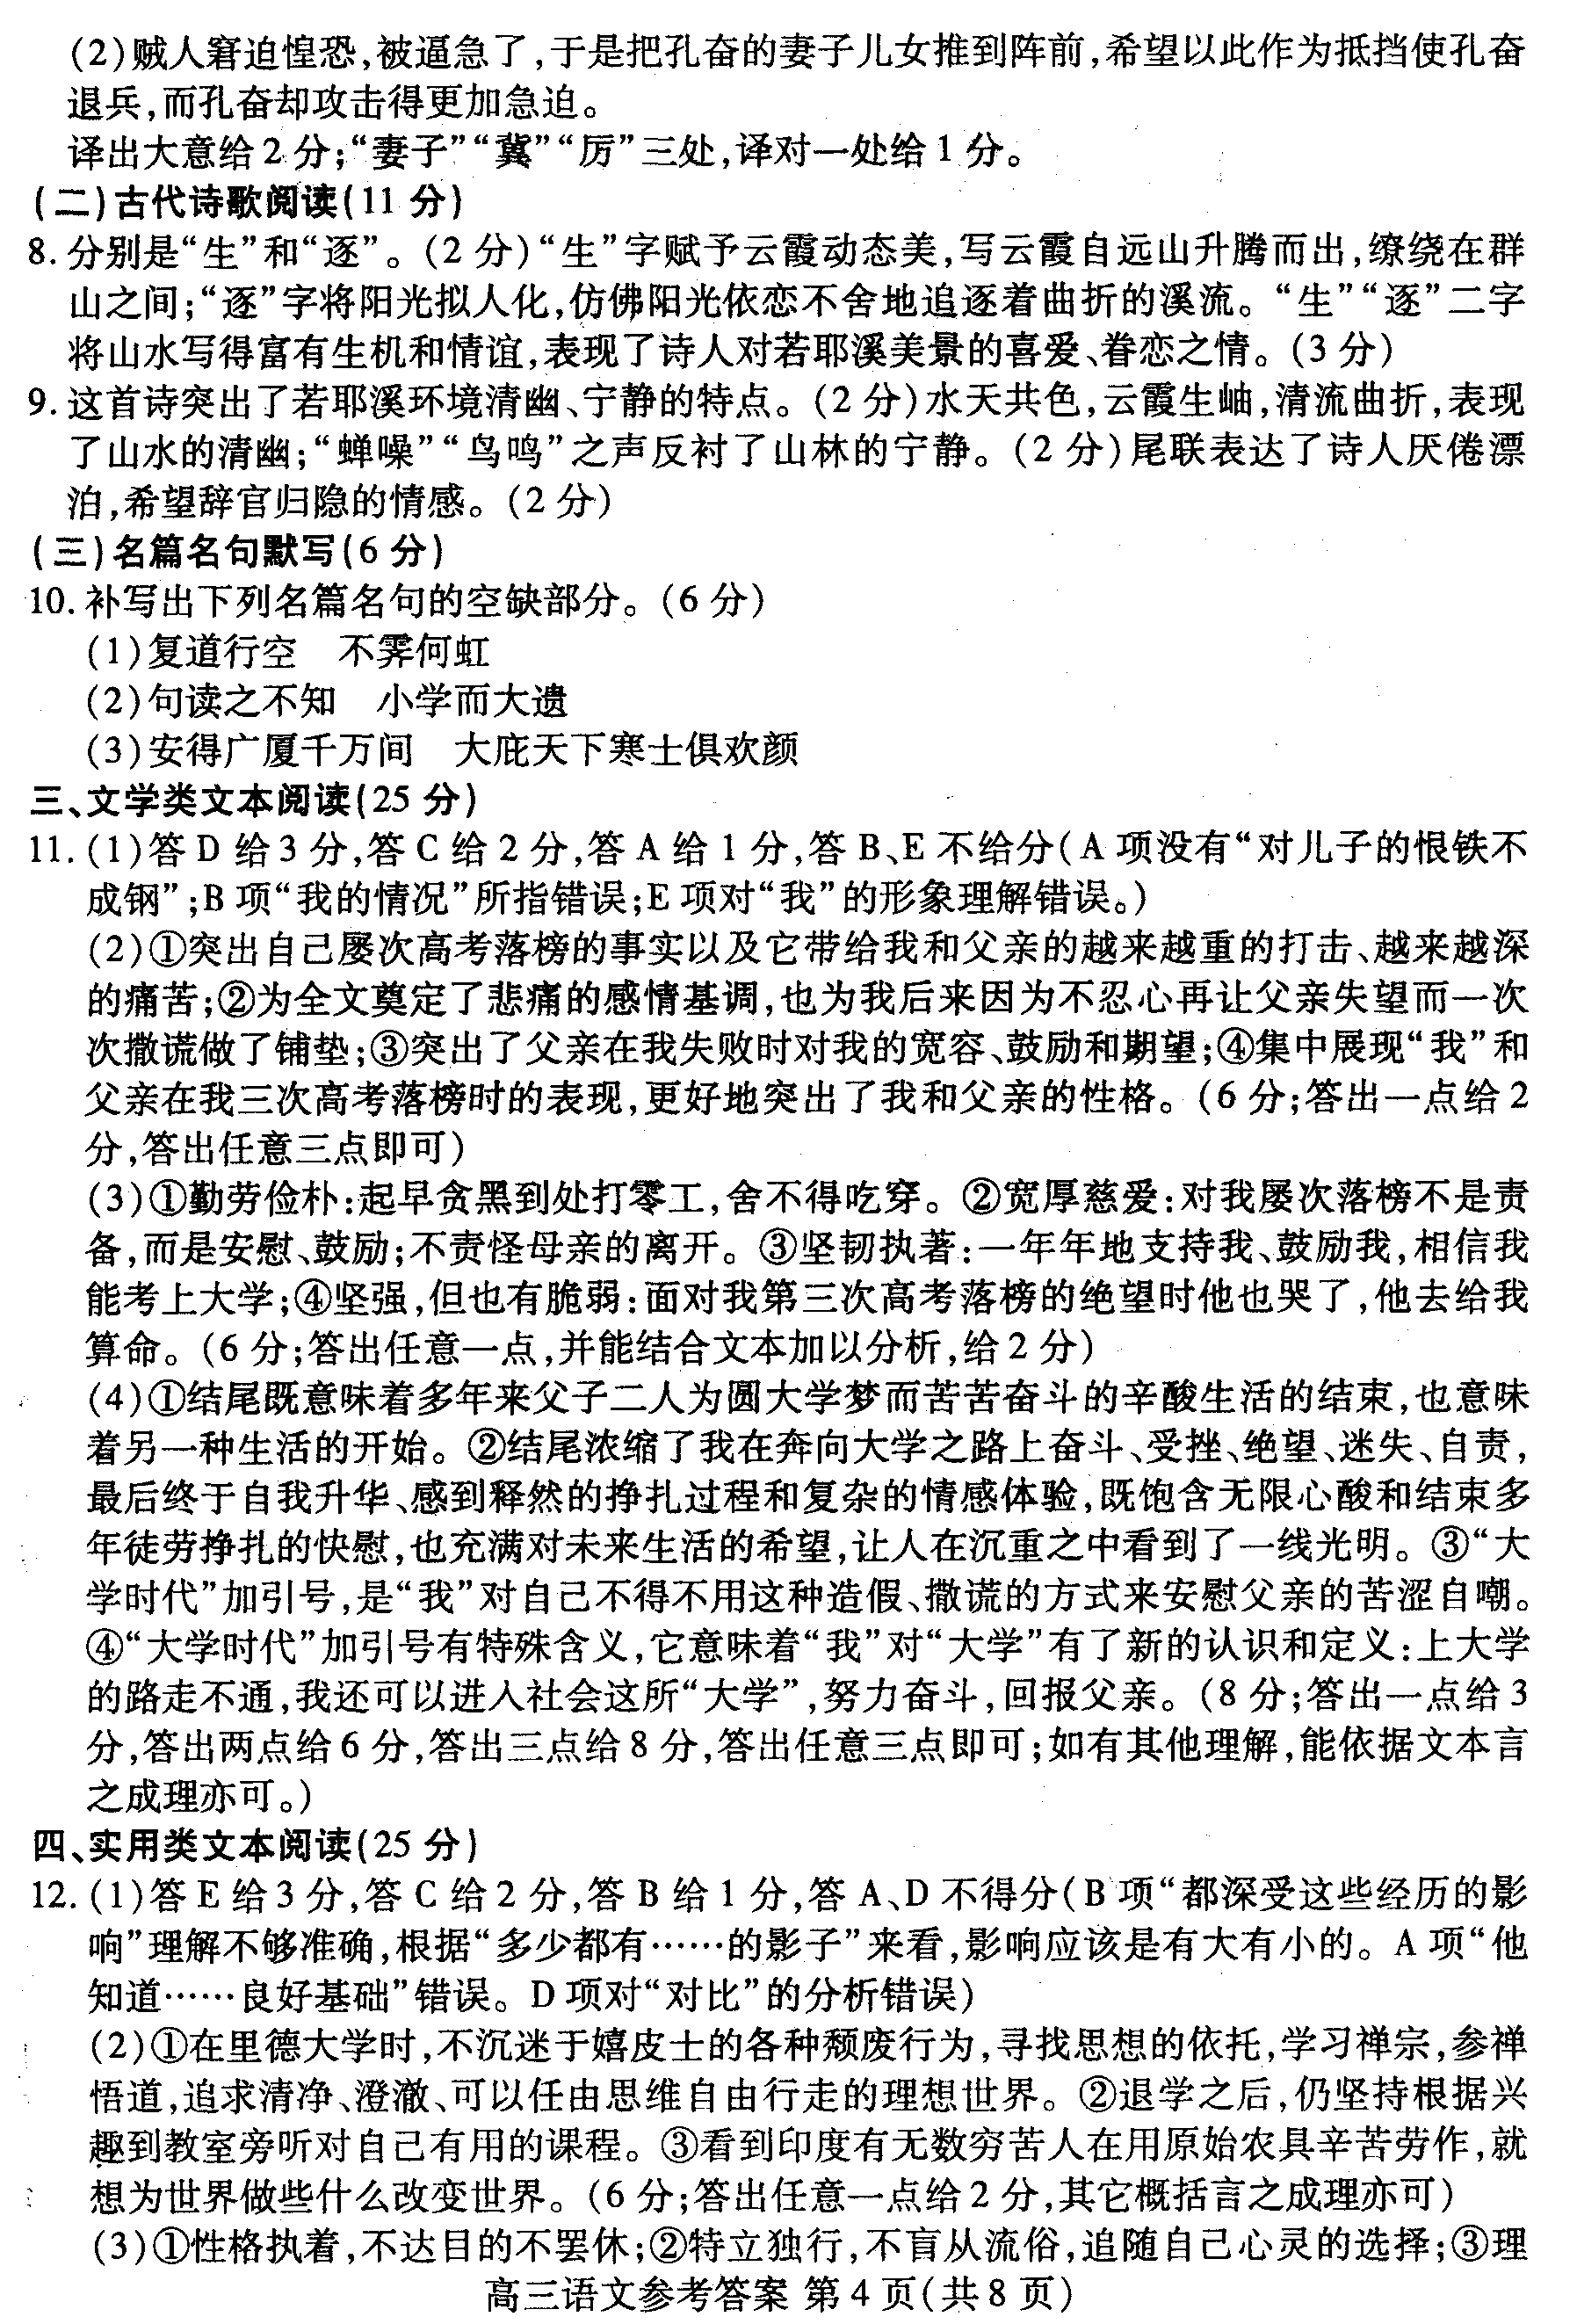 (2)贼人窘迫惶恐,被逼急了,于是把孔奋的妻子儿女推到阵前,希望以此作为抵挡使孔奋
退兵,而孔奋却攻击得更加急迫。
译出大意给2分;“妻子”“冀”“厉”三处,译对一处给1分。
(二)古代诗歌阅读(11分)
8.分别是“生”和“逐”。(2分)“生”字赋予云霞动态美,写云霞自远山升腾而出,缭绕在群
山之间;“逐”字将阳光拟人化,仿佛阳光依恋不舍地追逐着曲折的溪流。“生”“逐”二字
将山水写得富有生机和情谊,表现了诗人对若耶溪美景的喜爱、眷恋之情。(3分)
9.这首诗突出了若耶溪环境清幽、宁静的特点。(2分)水天共色,云霞生岫,清流曲折,表现
了山水的清幽;“蝉噪”“鸟鸣”之声反衬了山林的宁静。(2分)尾联表达了诗人厌倦漂
泊,希望辞官归隐的情感。(2分)
(三)名篇名句默写(6分)
10.补写出下列名篇名句的空缺部分。(6分)
(1)复道行空 不霁何虹
(2)句读之不知 小学而大遗
(3)安得广厦千万间 大庇天下寒士俱欢颜
三、文学类文本阅读(25分)
11.(1)答D给3分,答C给2分,答A给1分,答B、E不给分(A项没有“对儿子的恨铁不
成钢”;B项“我的情况”所指错误;E项对“我”的形象理解错误。)
(2)①突出自己屡次高考落榜的事实以及它带给我和父亲的越来越重的打击、越来越深
的痛苦;②为全文奠定了悲痛的感情基调,也为我后来因为不忍心再让父亲失望而一次
次撒谎做了铺垫;③突出了父亲在我失败时对我的宽容、鼓励和期望;④集中展现“我”和
父亲在我三次高考落榜时的表现,更好地突出了我和父亲的性格。(6分;答出一点给2
分,答出任意三点即可)
(3)①勤劳俭朴:起早贪黑到处打零工,舍不得吃穿。②宽厚慈爱:对我屡次落榜不是责
备,而是安慰、鼓励;不责怪母亲的离开。③坚韧执著:一年年地支持我、鼓励我,相信我
能考上大学;④坚强,但也有脆弱:面对我第三次高考落榜的绝望时他也哭了,他去给我
算命。(6分;答出任意一点,并能结合文本加以分析,给2分)
(4)①结尾既意味着多年来父子二人为圆大学梦而苦苦奋斗的辛酸生活的结束,也意味
着另一种生活的开始。②结尾浓缩了我在奔向大学之路上奋斗、受挫、绝望、迷失、自责,
最后终于自我升华、感到释然的挣扎过程和复杂的情感体验,既饱含无限心酸和结束多
年徒劳挣扎的快慰,也充满对未来生活的希望,让人在沉重之中看到了一线光明。③“大
学时代”加引号,是“我”对自己不得不用这种造假、撒谎的方式来安慰父亲的苦涩自嘲。
④“大学时代”加引号有特殊含义,它意味着“我”对“大学”有了新的认识和定义:上大学
的路走不通,我还可以进入社会这所“大学”,努力奋斗,回报父亲。(8分;答出一点给3
分,答出两点给6分,答出三点给8分,答出任意三点即可;如有其他理解,能依据文本言
之成理亦可。)
四、实用类文本阅读(25分)
12.(1)答E给3分,答C给2分,答B给1分,答A、D不得分(B项“都深受这些经历的影
响”理解不够准确,根据“多少都有……的影子”来看,影响应该是有大有小的。A项“他
知道……良好基础”错误。D项对“对比”的分析错误)
(2)①在里德大学时,不沉迷于嬉皮士的各种颓废行为,寻找思想的依托,学习禅宗,参禅
悟道,追求清净、澄澈、可以任由思维自由行走的理想世界。②退学之后,仍坚持根据兴
趣到教室旁听对自己有用的课程。③看到印度有无数穷苦人在用原始农具辛苦劳作,就
想为世界做些什么改变世界。(6分;答出任意一点给2分,其它概括言之成理亦可)
(3)①性格执着,不达目的不罢休;②特立独行,不盲从流俗,追随自己心灵的选择;③理
高三语文参考答案 第4页(共8页)